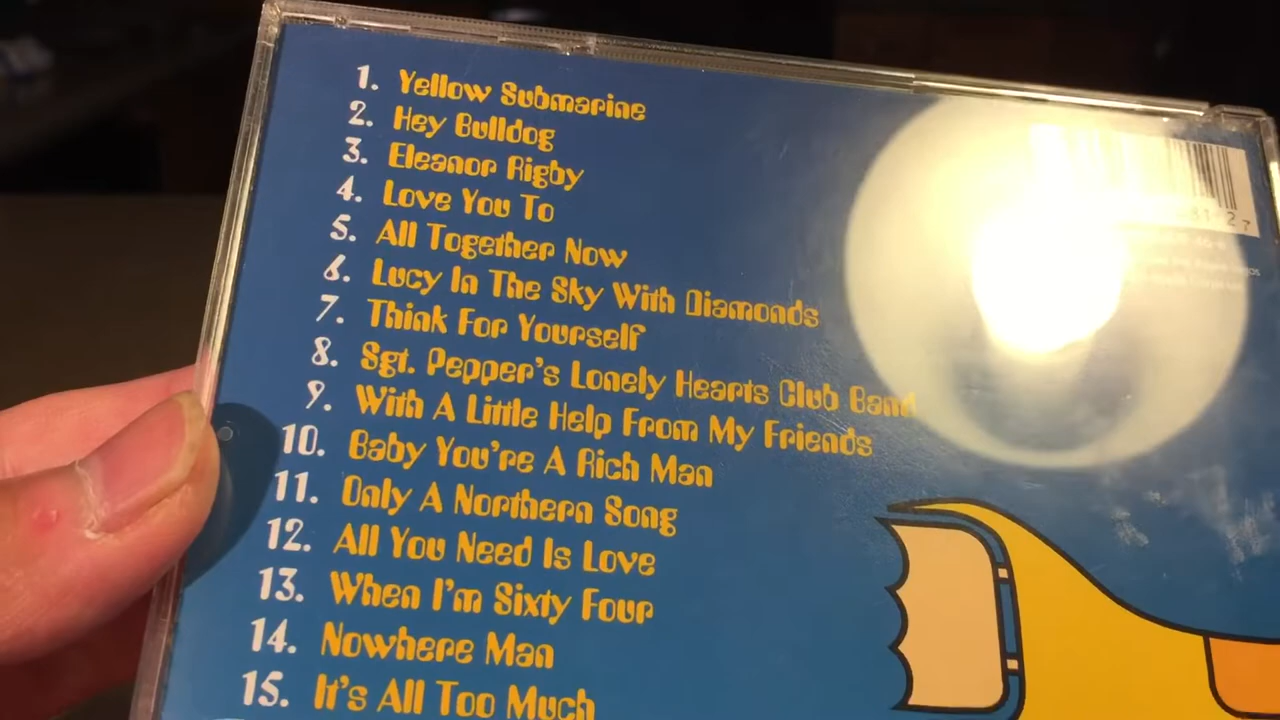 1. Yellow Submarine
2. Hey Bulldog
3. Eleanor Rigby
4. Love You To
5. All Together Now
6. Lucy In The Sky With Diamonds
7. Think For Yourself
8. Sgt. Pepper's Lonely Hearts Club Band
9. With A Little Help From My Friends
10. Baby You're A Rich Man
11. Only A Northern Song
12. All You Need Is Love
13. When I'm Sixty Four
14. Nowhere Man
15. It's All Too Much